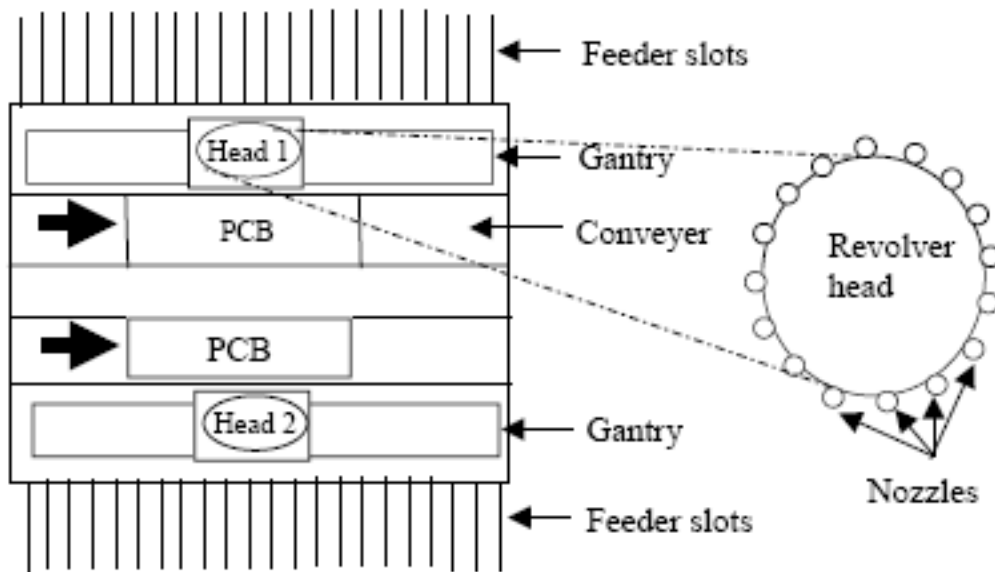 Feeder slots
Head 1
Gantry
PCB
Conveyer
Revolver
head
PCB
Head 2
Gantry
Nozzles
Feeder slots